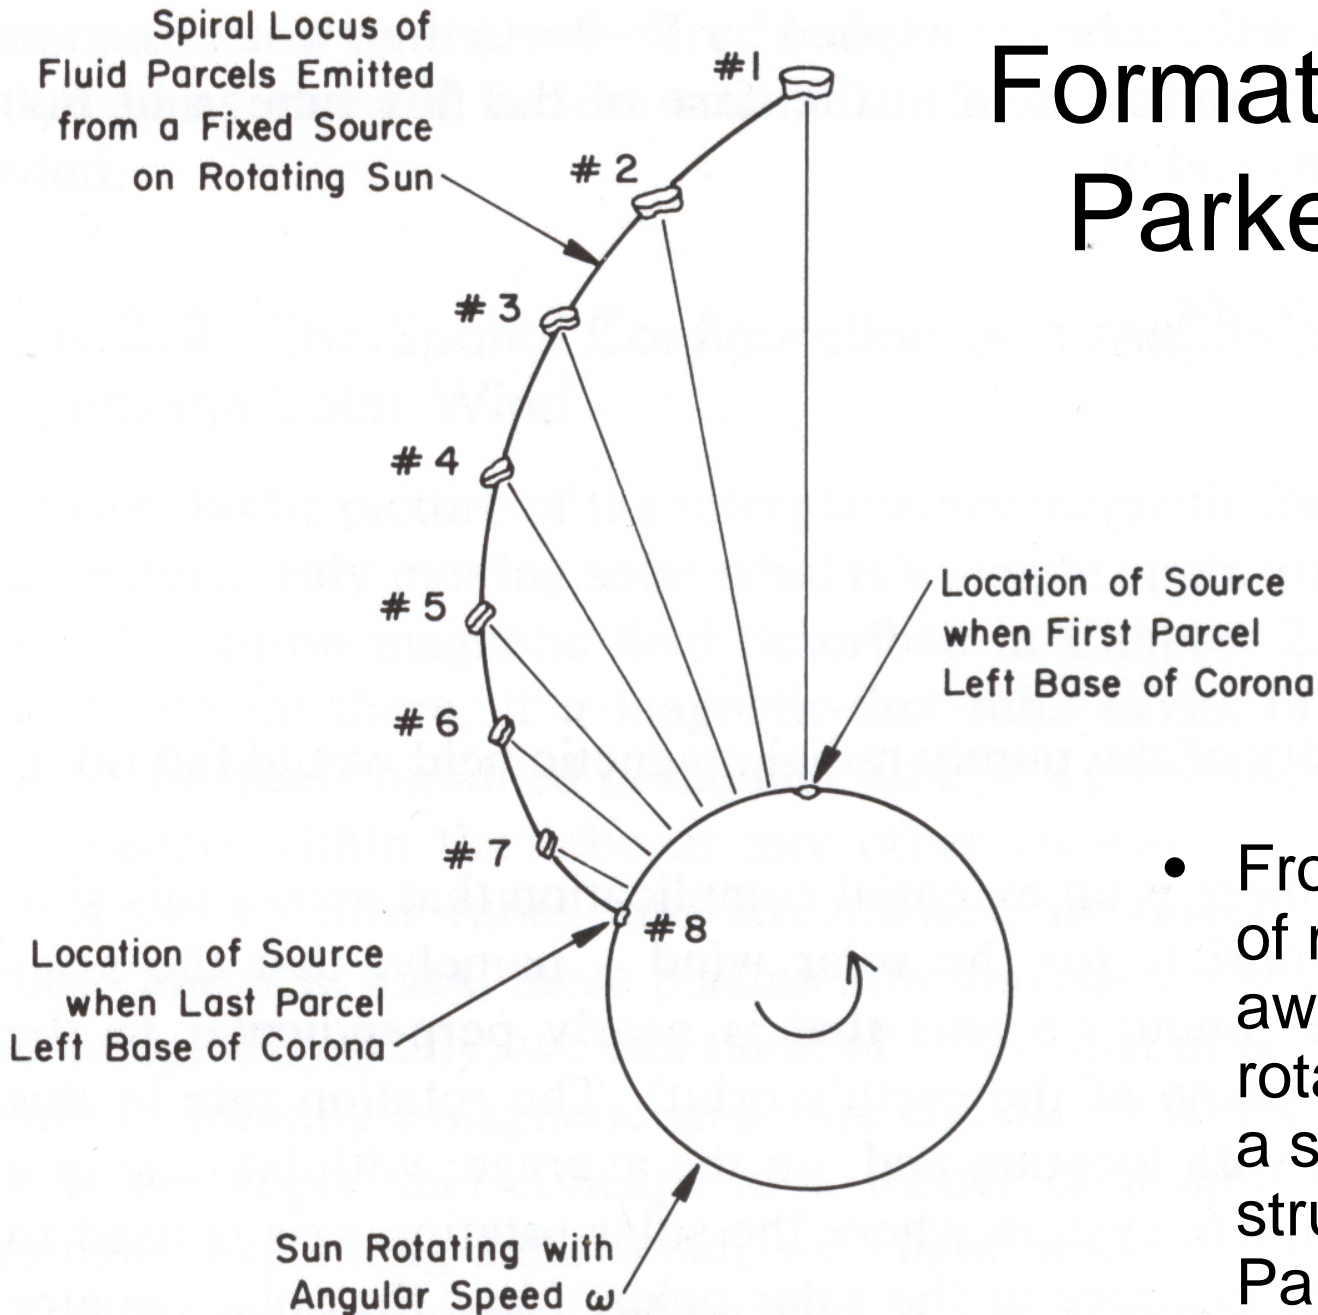 Spiral Locus of
Fluid Parcels Emitted
from a Fixed Source
on Rotating Sun
#1
# 2
# 3
# 4
# 5
# 6
# 7
# 8
Location of Source
when First Parcel
Left Base of Corona
Location of Source
when Last Parcel
Left Base of Corona
Sun Rotating with
Angular Speed ω
Format
Parke
• Fro
of r
aw
rota
a s
stru
Pa